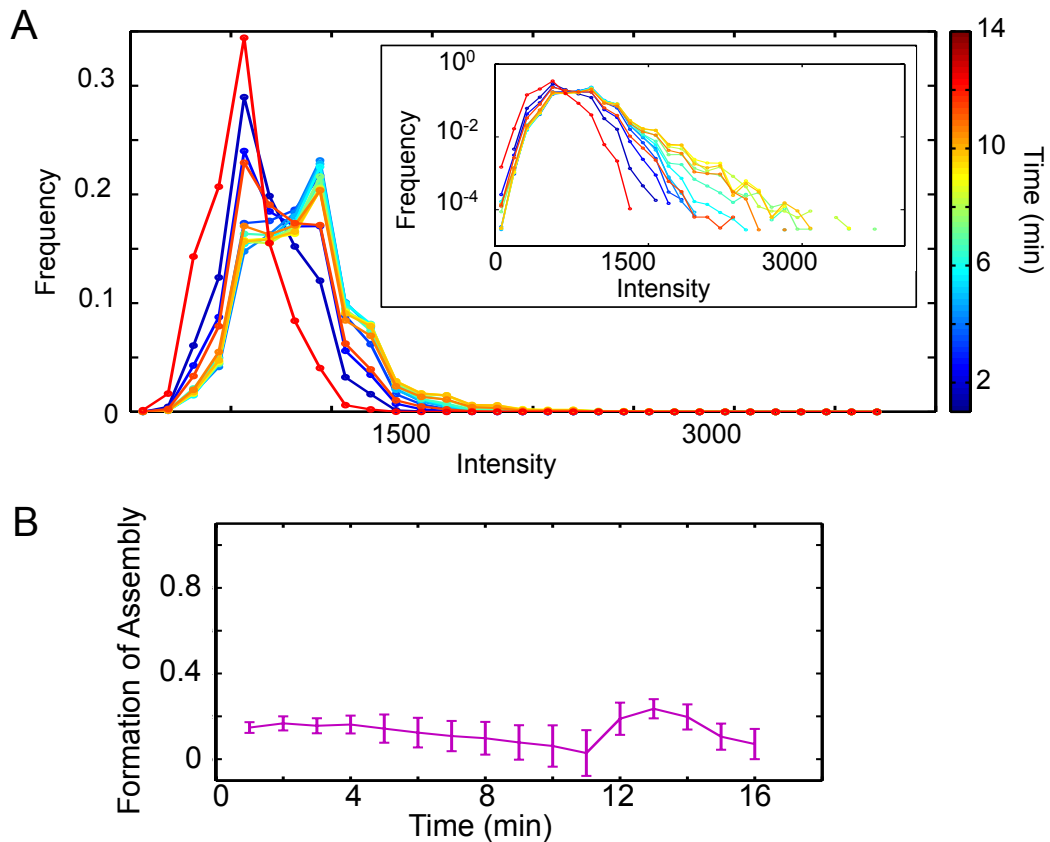 A
Frequency
0.3
0.2
0.1
0
1500
3000
Intensity
Frequency
10^0
10^-2
10^-4
0
1500
3000
Intensity
14
10
6
2
Time (min)
B
Formation of Assembly
0.8
0.4
0
0
4
8
12
16
Time (min)